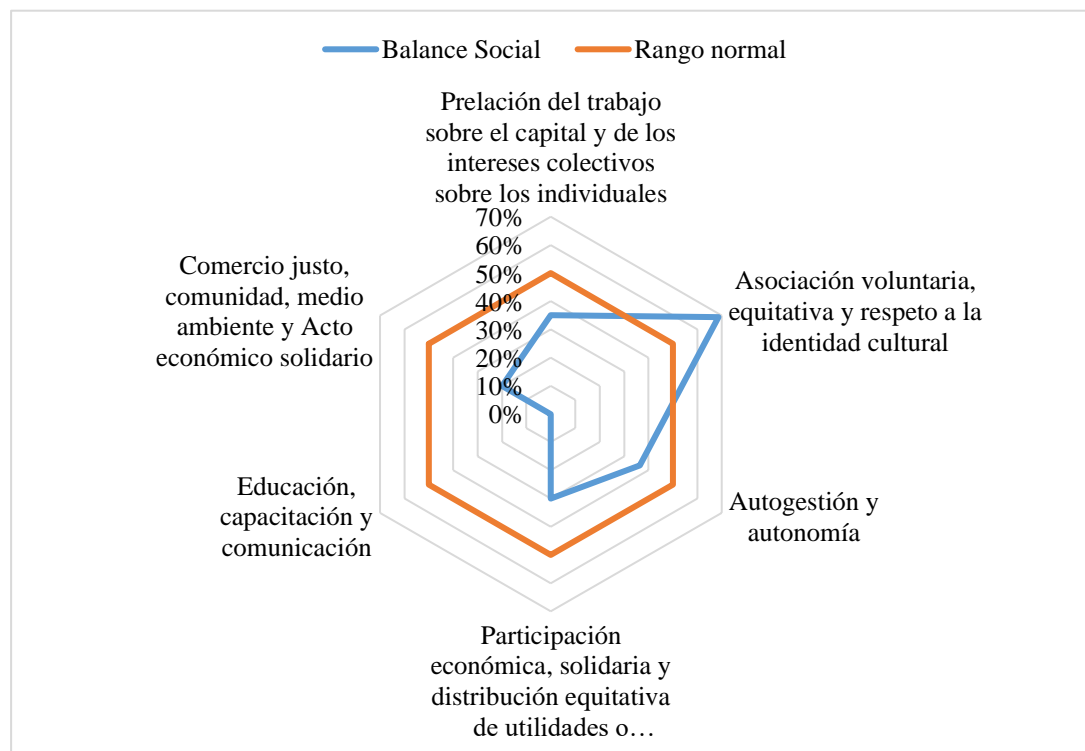 Balance Social
Rango normal
Prelación del trabajo
sobre el capital y de los
intereses colectivos
sobre los individuales
70%
60%
50%
40%
30%
20%
10%
0%
Asociación voluntaria,
equitativa y respeto a la
identidad cultural
Autogestión y
autonomía
Participación
económica, solidaria y
distribución equitativa
de utilidades o…
Educación,
capacitación y
comunicación
Comercio justo,
comunidad, medio
ambiente y Acto
económico solidario